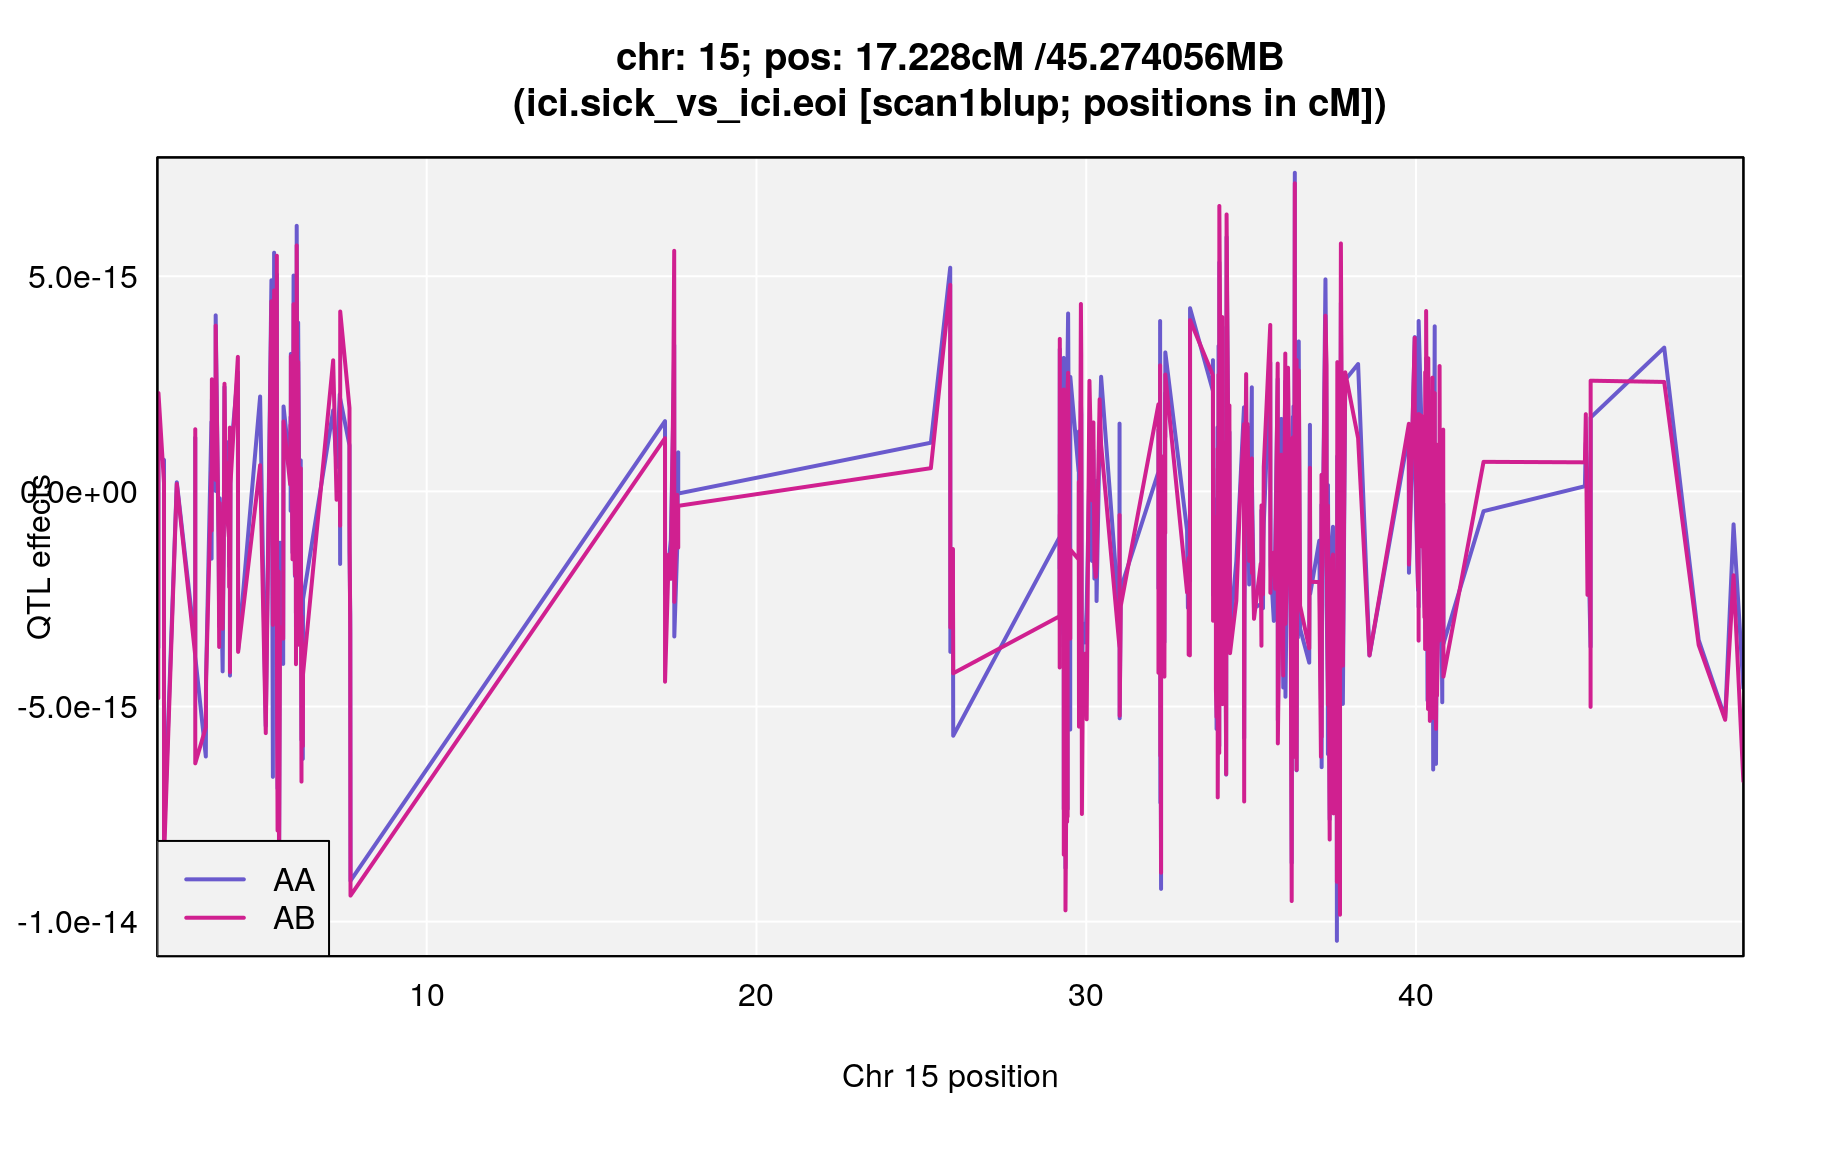 chr: 15; pos: 17.228cM /45.274056MB
(ici.sick_vs_ici.eoi [scan1blup; positions in cM])
QTL effects
5.0e-15
0.0e+00
-5.0e-15
-1.0e-14
AA
AB
10
20
30
40
Chr 15 position